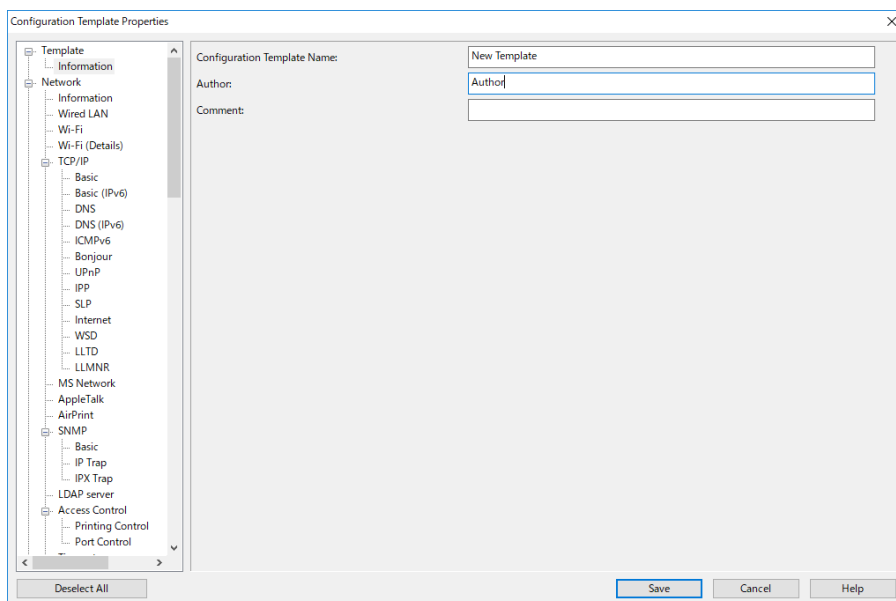 Configuration Template Properties
Template
Information
Network
Information
Wired LAN
Wi-Fi
Wi-Fi (Details)
TCP/IP
Basic
Basic (IPv6)
DNS
DNS (IPv6)
ICMPv6
Bonjour
UPnP
IPP
SLP
Internet
WSD
LLTD
LLMNR
MS Network
AppleTalk
AirPrint
SNMP
Basic
IP Trap
IPX Trap
LDAP server
Access Control
Printing Control
Port Control
Configuration Template Name: New Template
Author: Author
Comment:
Deselect All Save Cancel Help